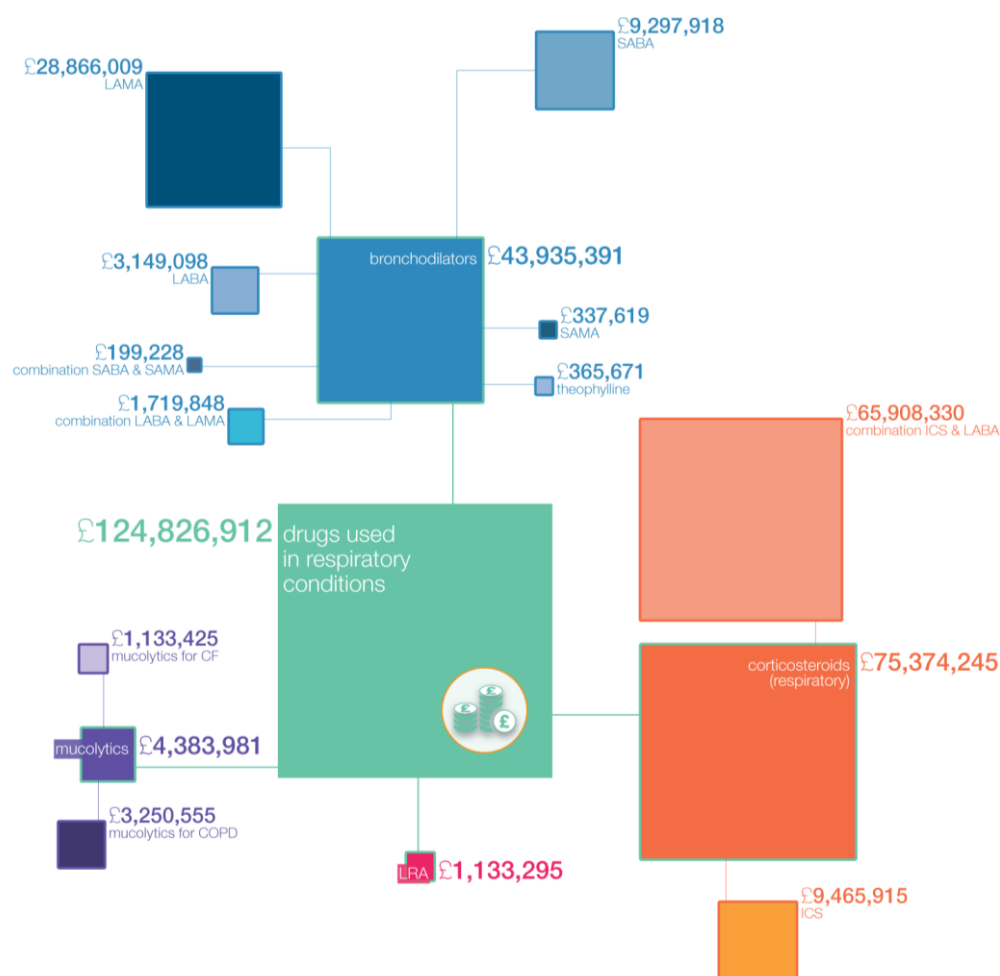 £9,297,918
SABA
£28,866,009
LAMA
bronchodilators £43,935,391
£3,149,098
LABA
£337,619
SAMA
£199,228
combination SABA & SAMA
£365,671
theophylline
£1,719,848
combination LABA & LAMA
£65,908,330
combination ICS & LABA
£124,826,912 drugs used
in respiratory
conditions
£1,133,425
mucolytics for CF
corticosteroids £75,374,245
(respiratory)
£
£
£
mucolytics £4,383,981
£3,250,555
mucolytics for COPD
LRA £1,133,295
£9,465,915
ICS